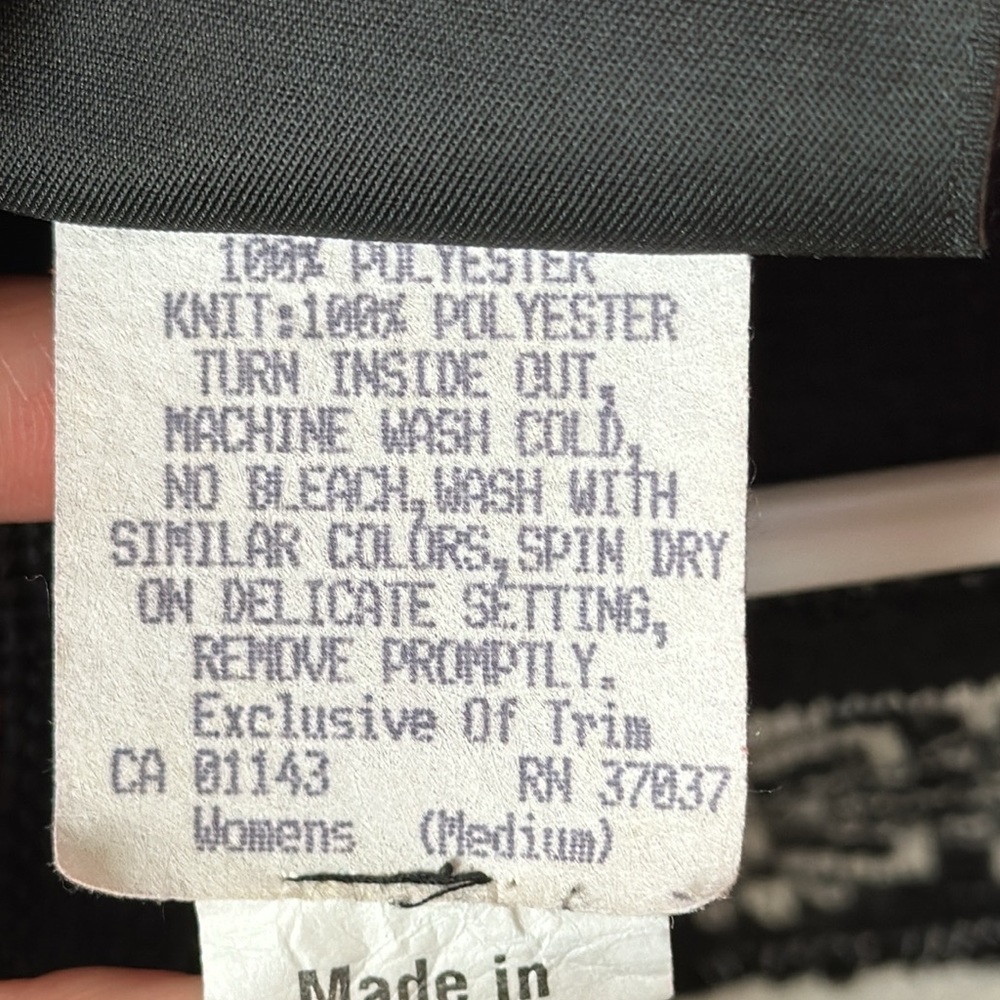 100% POLYESTER
KNIT:100% POLYESTER
TURN INSIDE OUT,
MACHINE WASH COLD,
NO BLEACH,WASH WITH
SIMILAR COLORS,SPIN DRY
ON DELICATE SETTING,
REMOVE PROMPTLY.
Exclusive Of Trim
CA 01143 RN 37037
Womens (Medium)
Made in